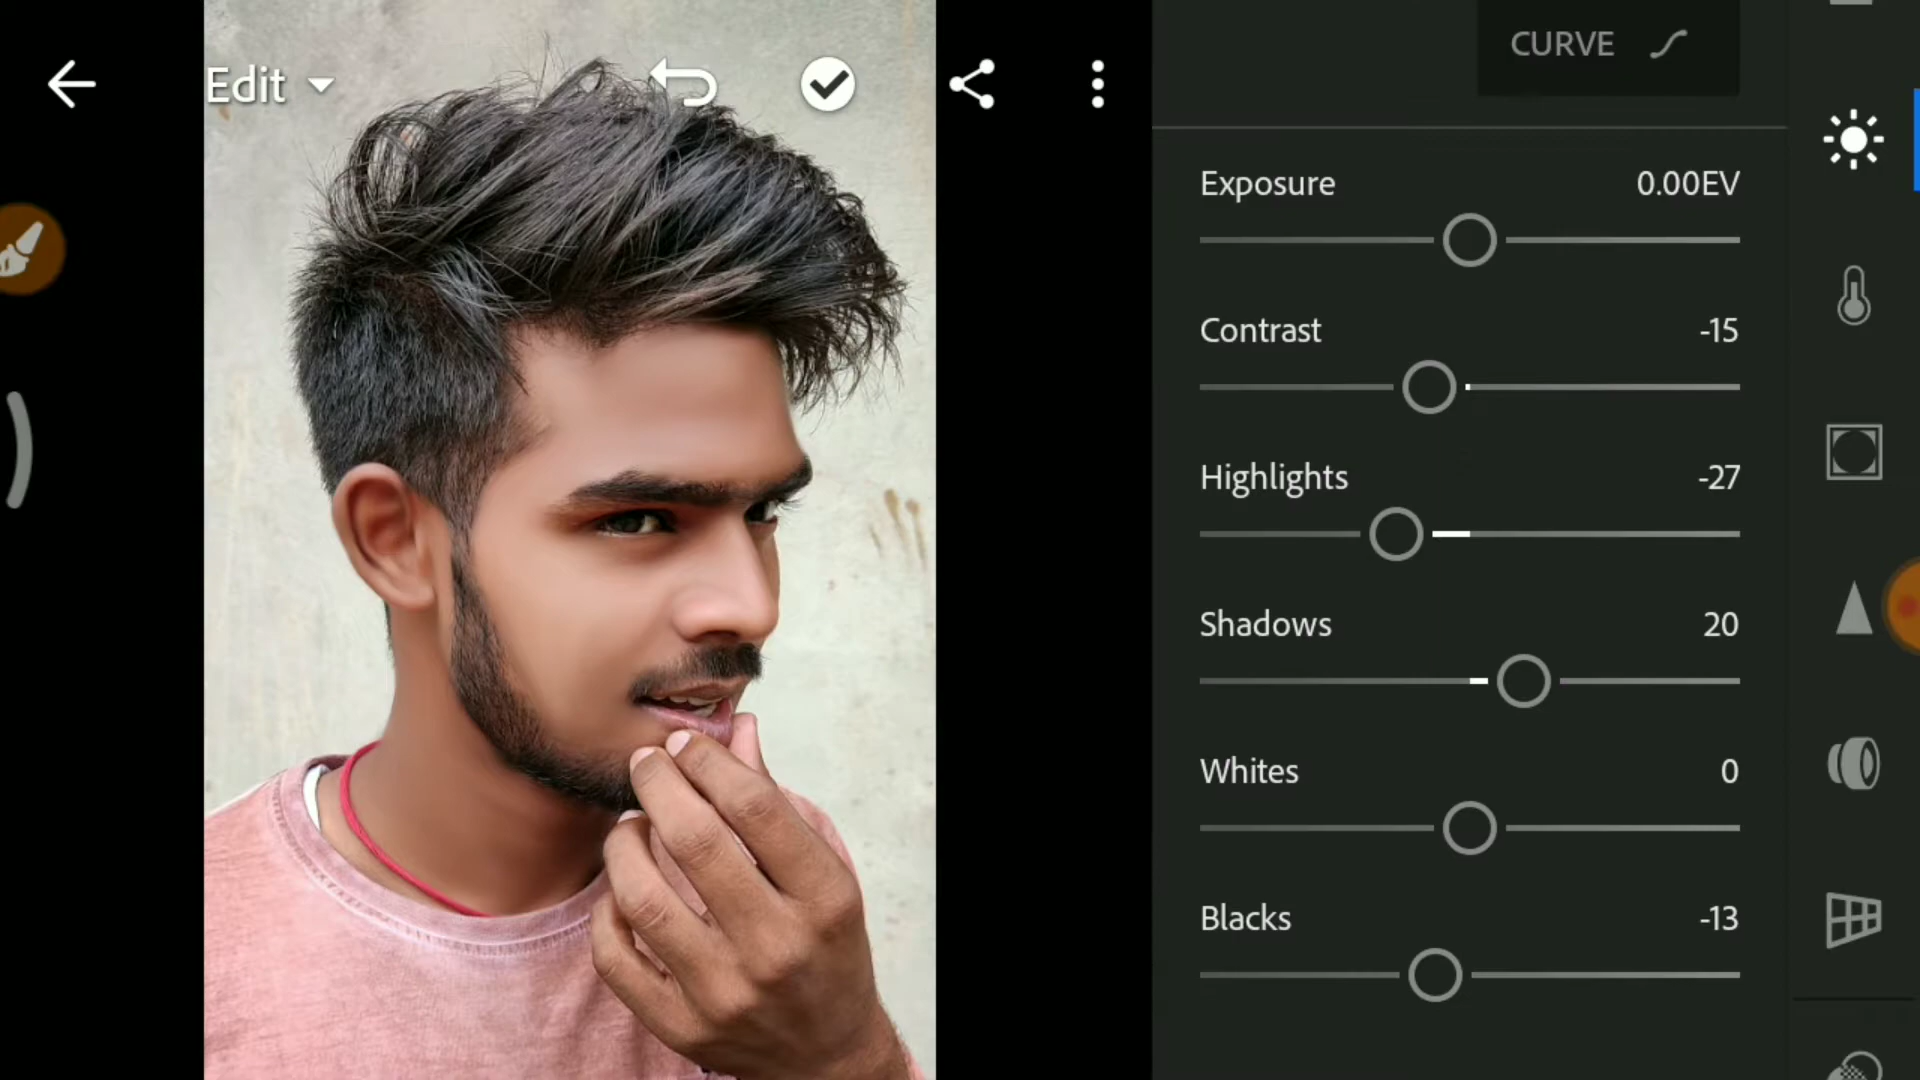 Edit
CURVE
Exposure 0.00EV
Contrast -15
Highlights -27
Shadows 20
Whites 0
Blacks -13